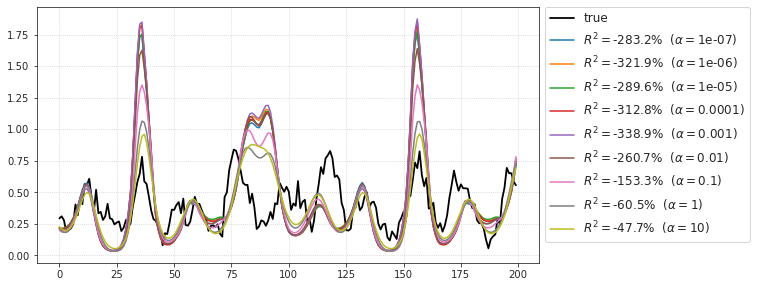 true
R² = -283.2% (α = 1e-07)
R² = -321.9% (α = 1e-06)
R² = -289.6% (α = 1e-05)
R² = -312.8% (α = 0.0001)
R² = -338.9% (α = 0.001)
R² = -260.7% (α = 0.01)
R² = -153.3% (α = 0.1)
R² = -60.5% (α = 1)
R² = -47.7% (α = 10)
1.75
1.50
1.25
1.00
0.75
0.50
0.25
0.00
0 25 50 75 100 125 150 175 200